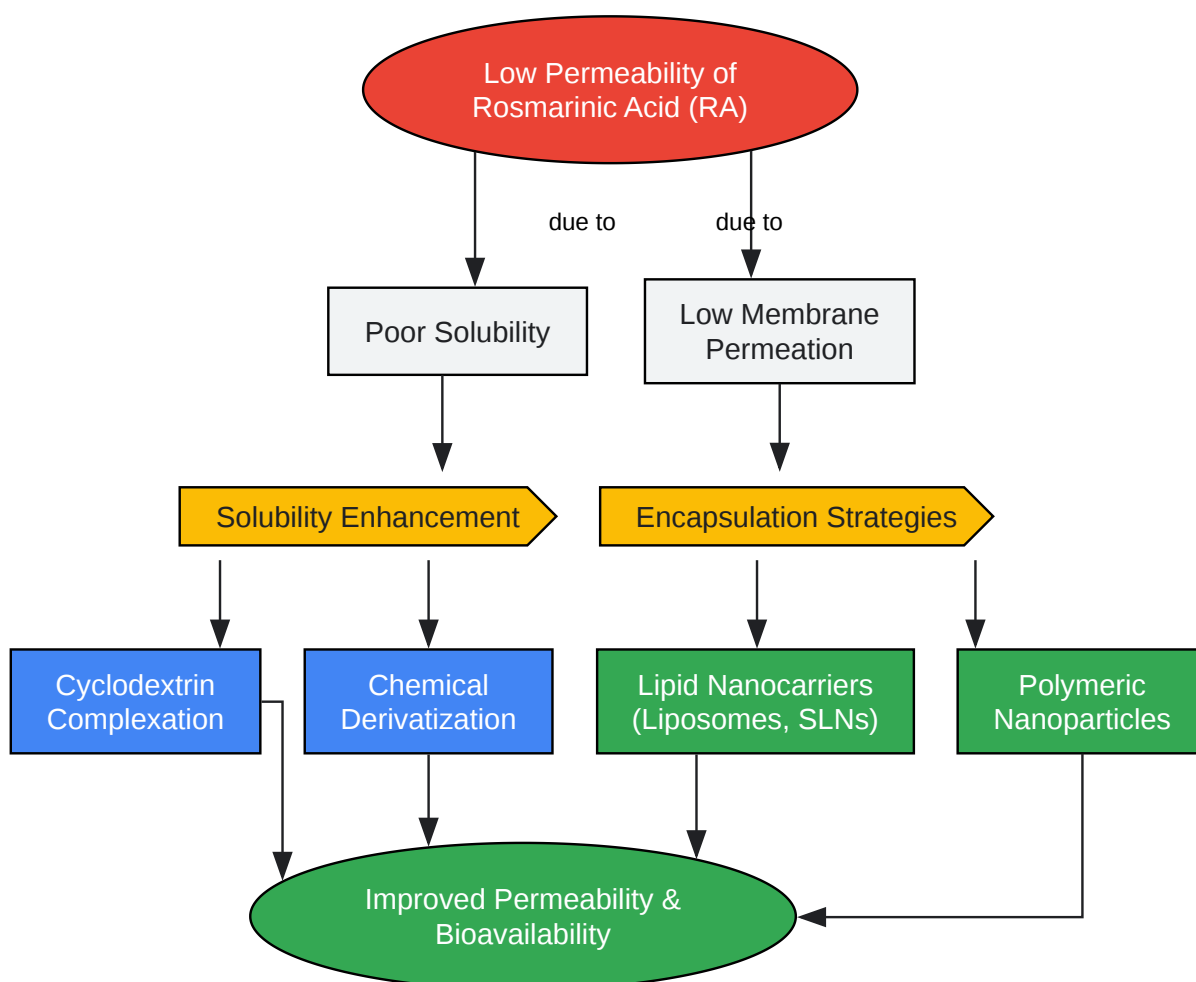 Low Permeability of
Rosmarinic Acid (RA)
due to
due to
Poor Solubility
Low Membrane
Permeation
Solubility Enhancement
Encapsulation Strategies
Cyclodextrin
Complexation
Chemical
Derivatization
Lipid Nanocarriers
(Liposomes, SLNs)
Polymeric
Nanoparticles
Improved Permeability &
Bioavailability